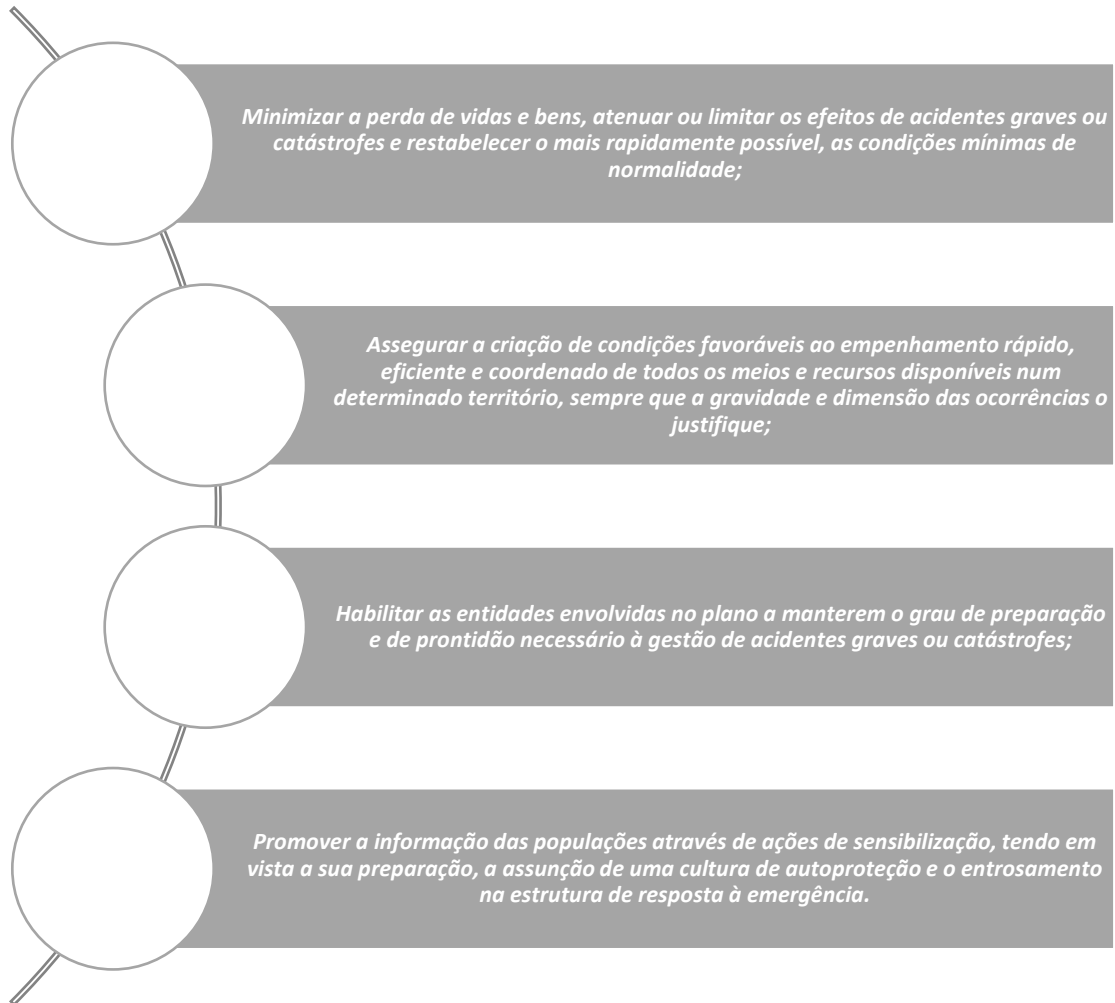 Minimizar a perda de vidas e bens, atenuar ou limitar os efeitos de acidentes graves ou
catástrofes e restabelecer o mais rapidamente possível, as condições mínimas de
normalidade;
Assegurar a criação de condições favoráveis ao empenhamento rápido,
eficiente e coordenado de todos os meios e recursos disponíveis num
determinado território, sempre que a gravidade e dimensão das ocorrências o
justifique;
Habilitar as entidades envolvidas no plano a manterem o grau de preparação
e de prontidão necessário à gestão de acidentes graves ou catástrofes;
Promover a informação das populações através de ações de sensibilização, tendo em
vista a sua preparação, a assunção de uma cultura de autoproteção e o entrosamento
na estrutura de resposta à emergência.